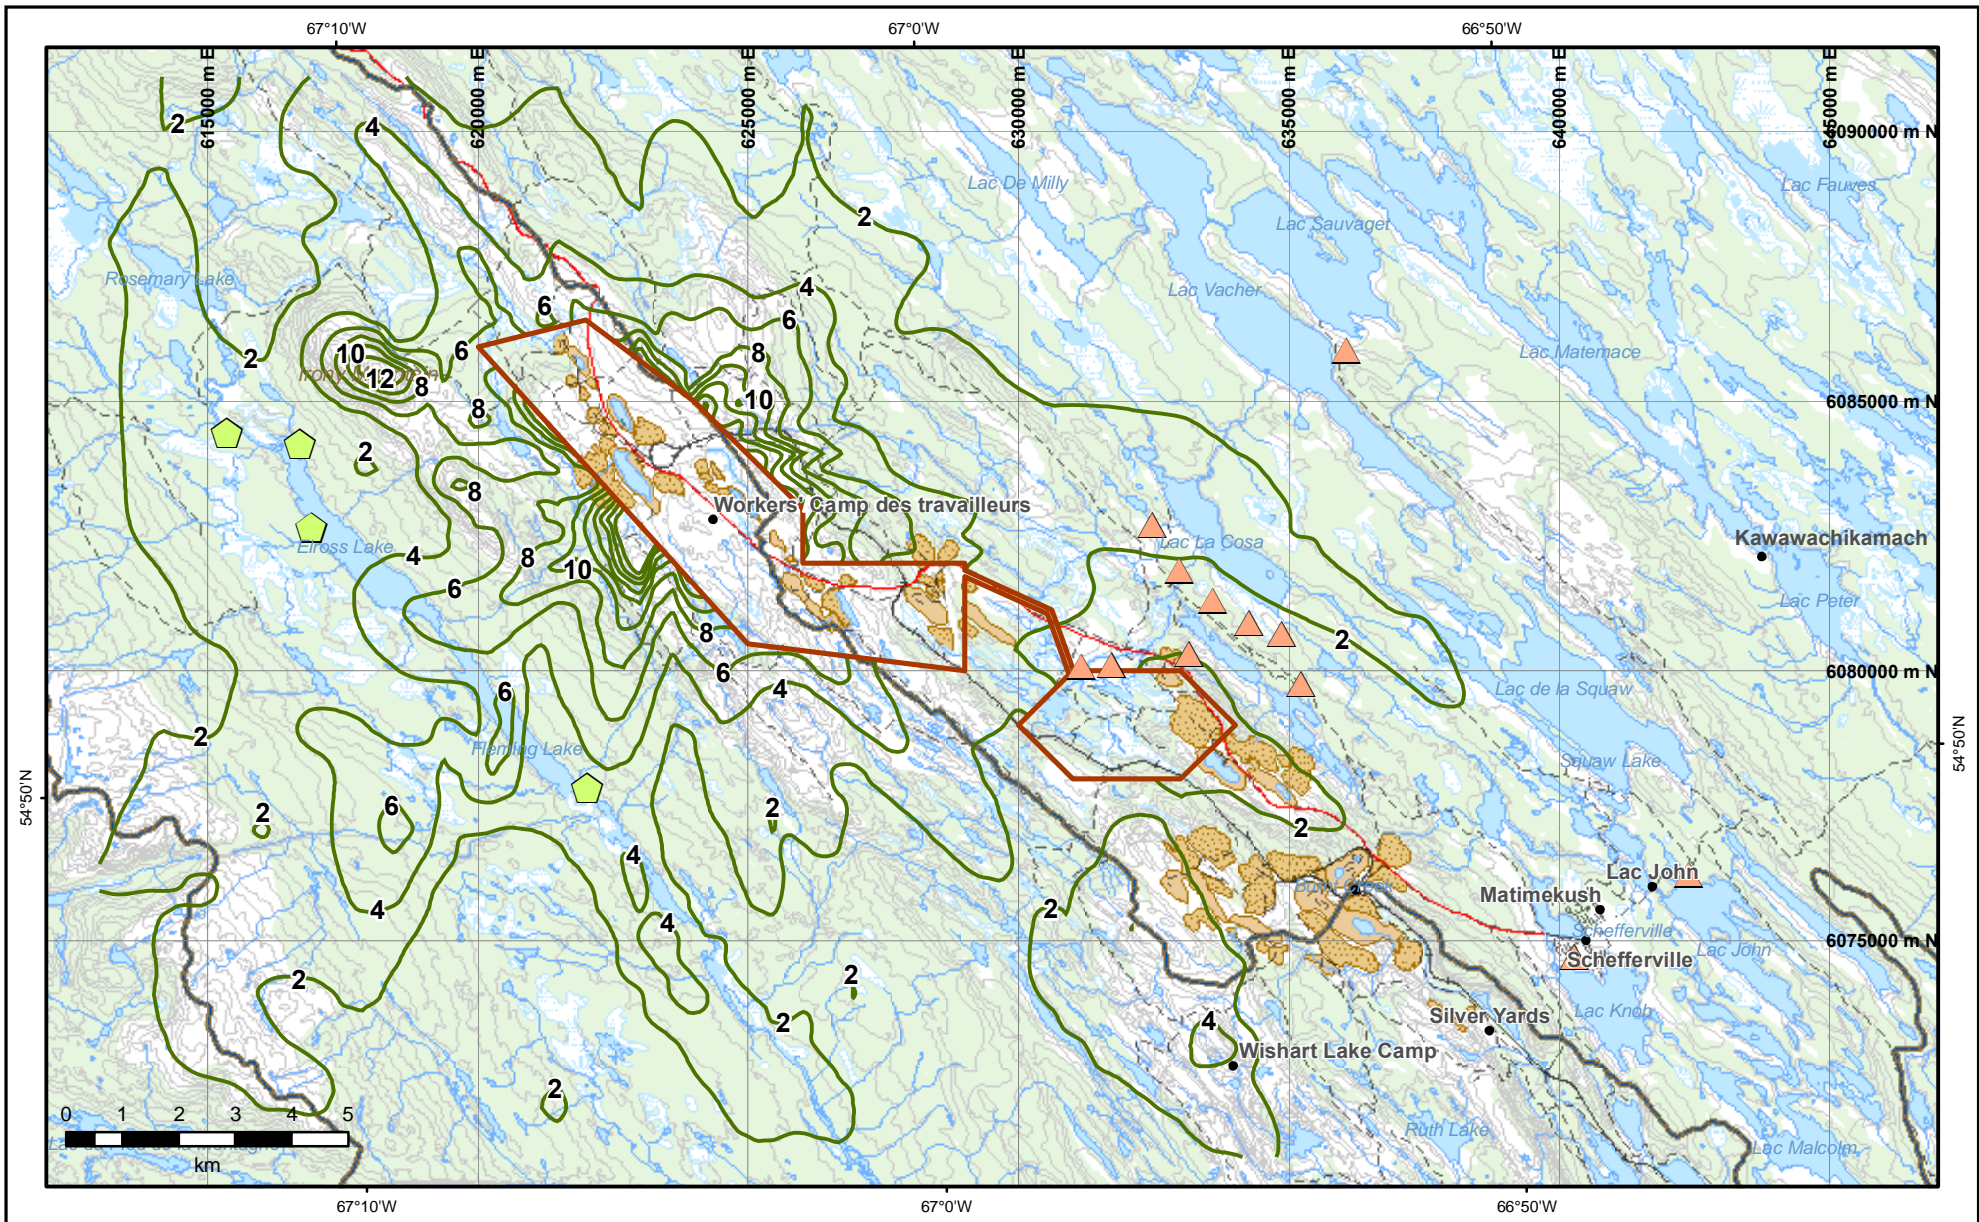 67°10'W
67°0'W
66°50'W
615000 m E
620000 m E
625000 m E
630000 m E
635000 m E
640000 m E
645000 m E
6090000 m N
2
4
Lac De Milly
Lac Fauves
2
Lac Sauvaget
Rosemary Lake
4
Lac Vacher
6
6
2
10
6
8
Lac Matemace
12
8
8
10
6085000 m N
2
8
Workers' Camp des travailleurs
Elross Lake
4
8
10
Lac La Cosa
Kawawachikamach
6
Lac Peter
8
2
6
4
6080000 m N
6
Lac de la Squaw
2
Fleming Lake
Squaw Lake
54°50'N
54°50'N
2
6
2
2
4
Burnt Creek
2
Lac John
Matimekush
4
2
4
Schefferville
6075000 m N
Lac John
Schefferville
2
2
Lac Knob
4
2
Silver Yards
Wishart Lake Camp
2
0 1 2 3 4 5
km
Ruth Lake
Lac Malcolm
67°10'W
67°0'W
66°50'W